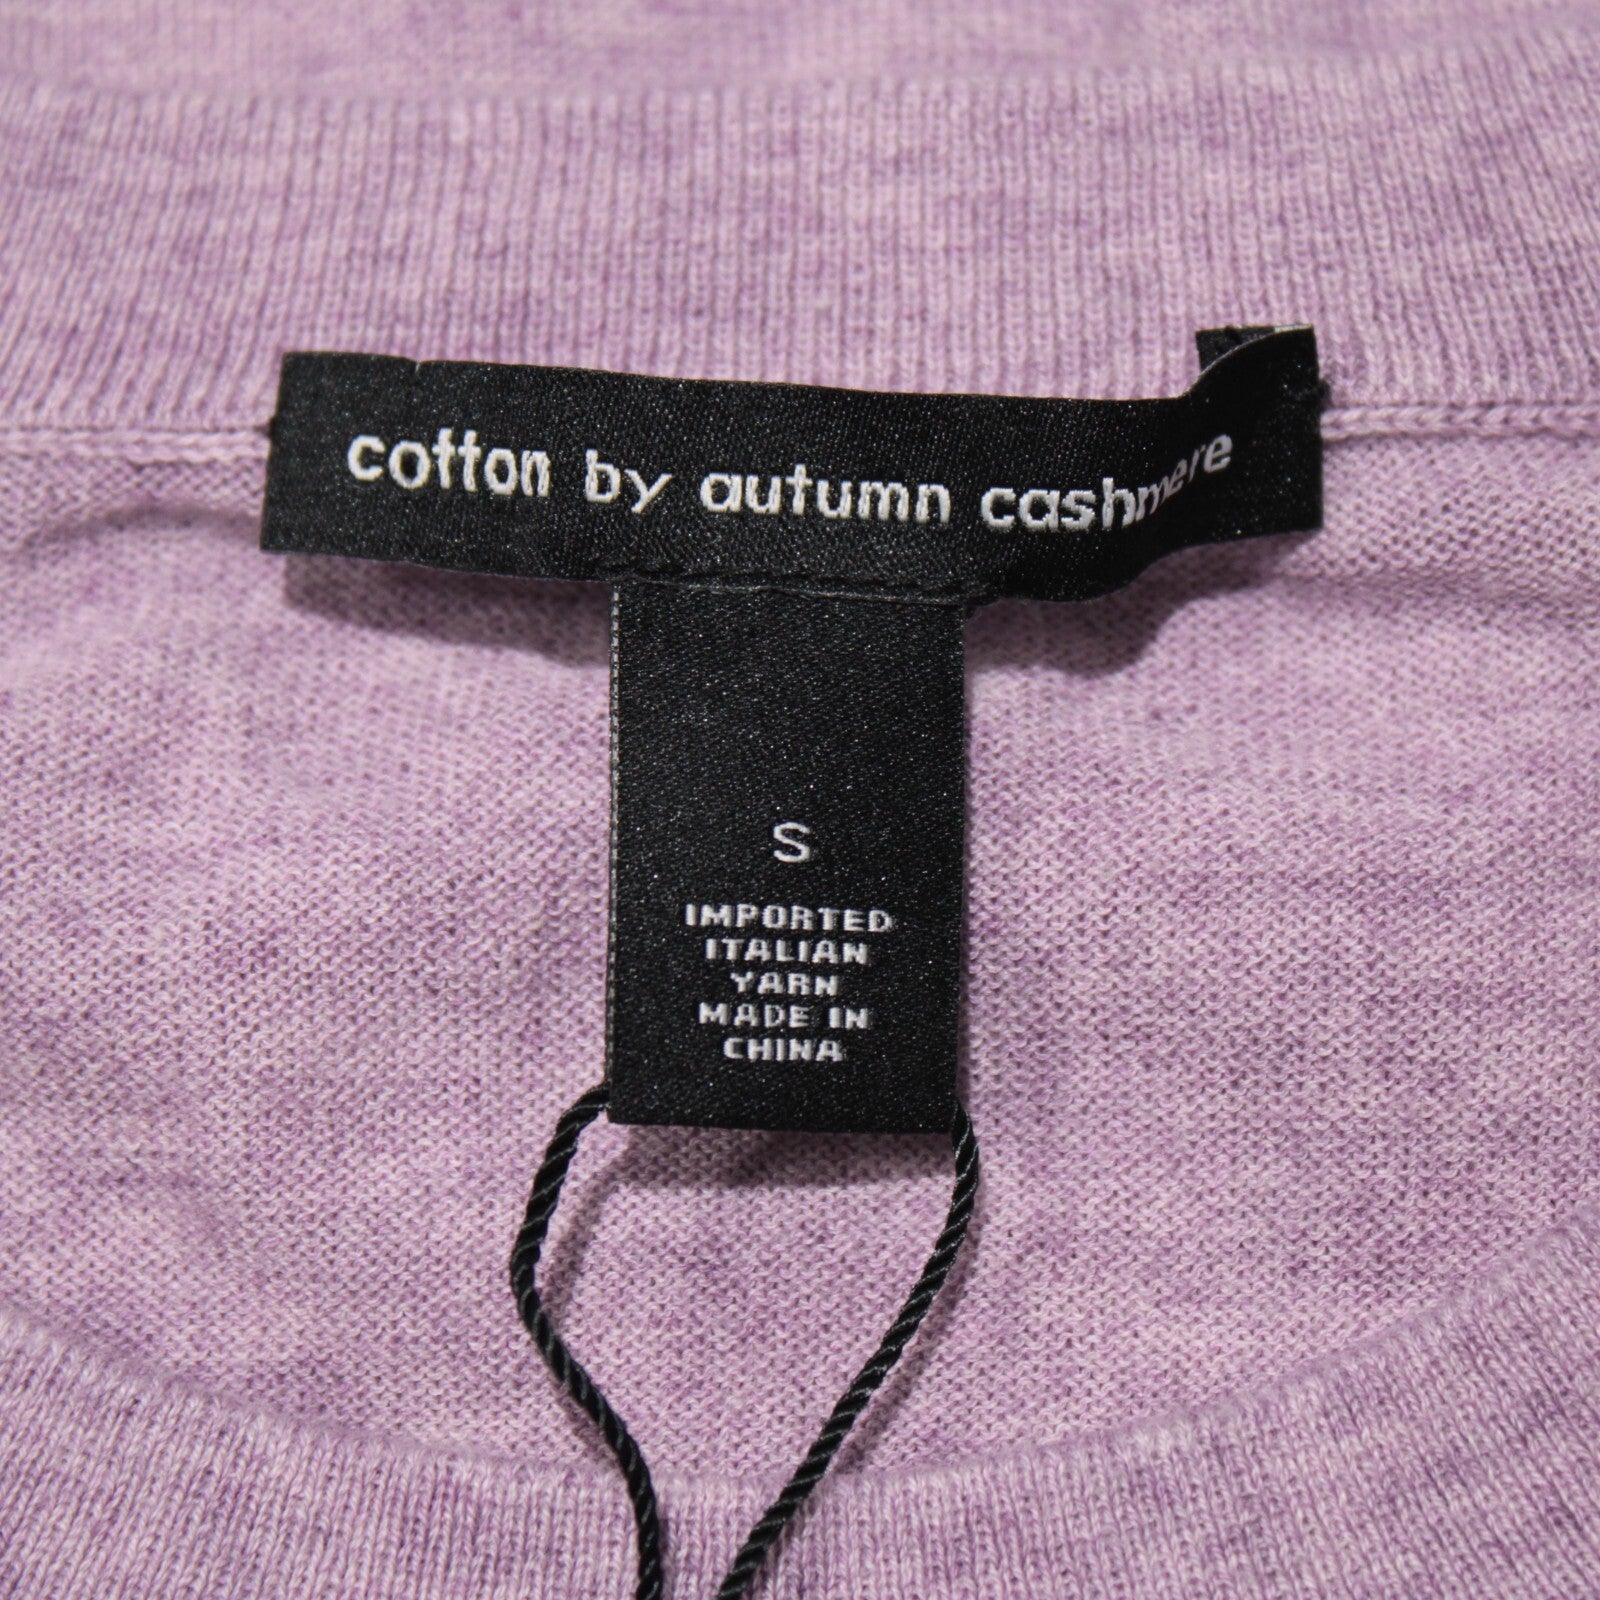 cotton by autumn cashmere
S
IMPORTED
ITALIAN
YARN
MADE IN
CHINA